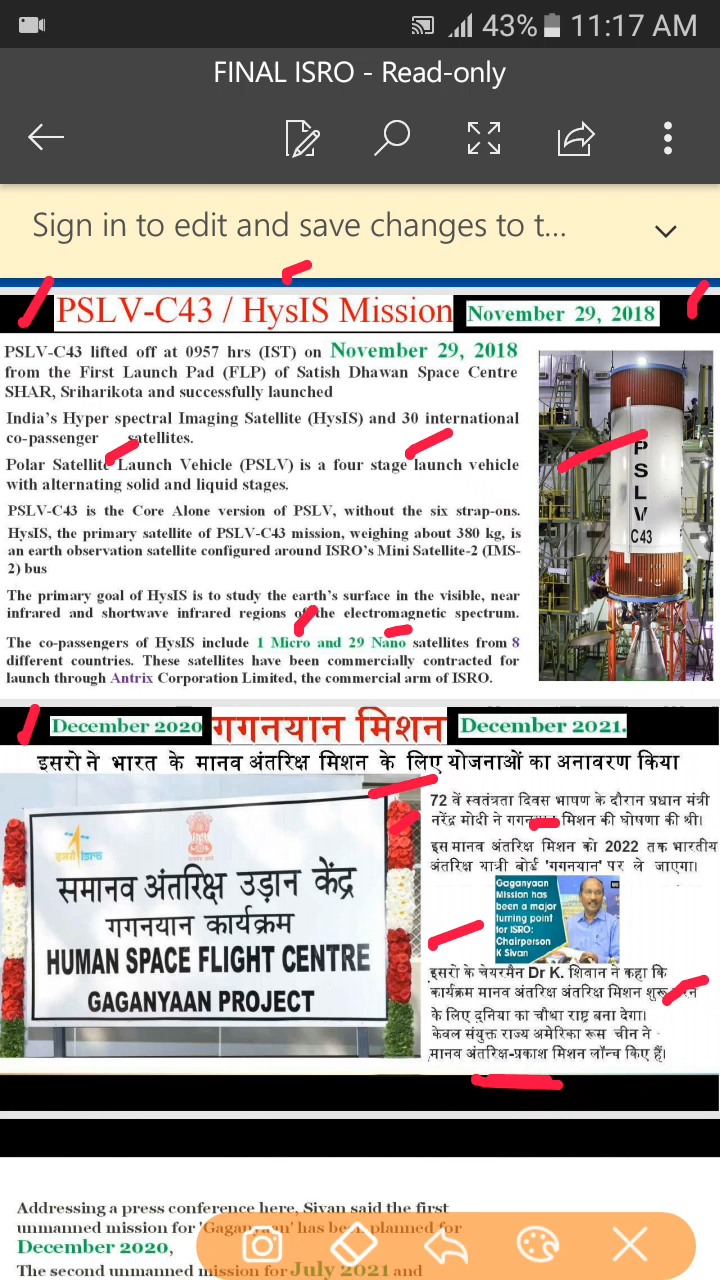 43% 11:17 AM
FINAL ISRO - Read-only
Sign in to edit and save changes to t...
PSLV-C43 / HysIS Mission November 29, 2018
PSLV-C43 lifted off at 0957 hrs (IST) on November 29, 2018
from the First Launch Pad (FLP) of Satish Dhawan Space Centre
SHAR, Sriharikota and successfully launched
India's Hyper spectral Imaging Satellite (HysIS) and 30 international
co-passenger satellites.
Polar Satellite Launch Vehicle (PSLV) is a four stage launch vehicle
with alternating solid and liquid stages.
PSLV-C43 is the Core Alone version of PSLV, without the six strap-ons.
HysIS, the primary satellite of PSLV-C43 mission, weighing about 380 kg, is
an earth observation satellite configured around ISRO's Mini Satellite-2 (IMS-
2) bus
The primary goal of HysIS is to study the earth's surface in the visible, near
infrared and shortwave infrared regions of the electromagnetic spectrum.
The co-passengers of HysIS include 1 Micro and 29 Nano satellites from 8
different countries. These satellites have been commercially contracted for
launch through Antrix Corporation Limited, the commercial arm of ISRO.
P
S
L
V
C43
December 2020 गगनयान मिशन December 2021.
इसरो ने भारत के मानव अंतरिक्ष मिशन के लिए योजनाओं का अनावरण किया
इसरो isro
समानव अंतरिक्ष उड़ान केंद्र
गगनयान कार्यक्रम
HUMAN SPACE FLIGHT CENTRE
GAGANYAAN PROJECT
72 वें स्वतंत्रता दिवस भाषण के दौरान प्रधान मंत्री
नरेंद्र मोदी ने गगनयान मिशन की घोषणा की थी।
इस मानव अंतरिक्ष मिशन को 2022 तक भारतीय
अंतरिक्ष यात्री बोर्ड 'गगनयान' पर ले जाएगा।
Gaganyaan
Mission has
been a major
turning point
for ISRO:
Chairperson
K Sivan
इसरो के चेयरमैन Dr K. शिवान ने कहा कि
कार्यक्रम मानव अंतरिक्ष अंतरिक्ष मिशन शुरू करने
के लिए दुनिया का चौथा राष्ट्र बना देगा।
केवल संयुक्त राज्य अमेरिका रूस चीन ने
मानव अंतरिक्ष-प्रकाश मिशन लॉन्च किए हैं।
Addressing a press conference here, Sivan said the first
unmanned mission for 'Gaganyaan' has been planned for
December 2020,
The second unmanned mission for July 2021 and